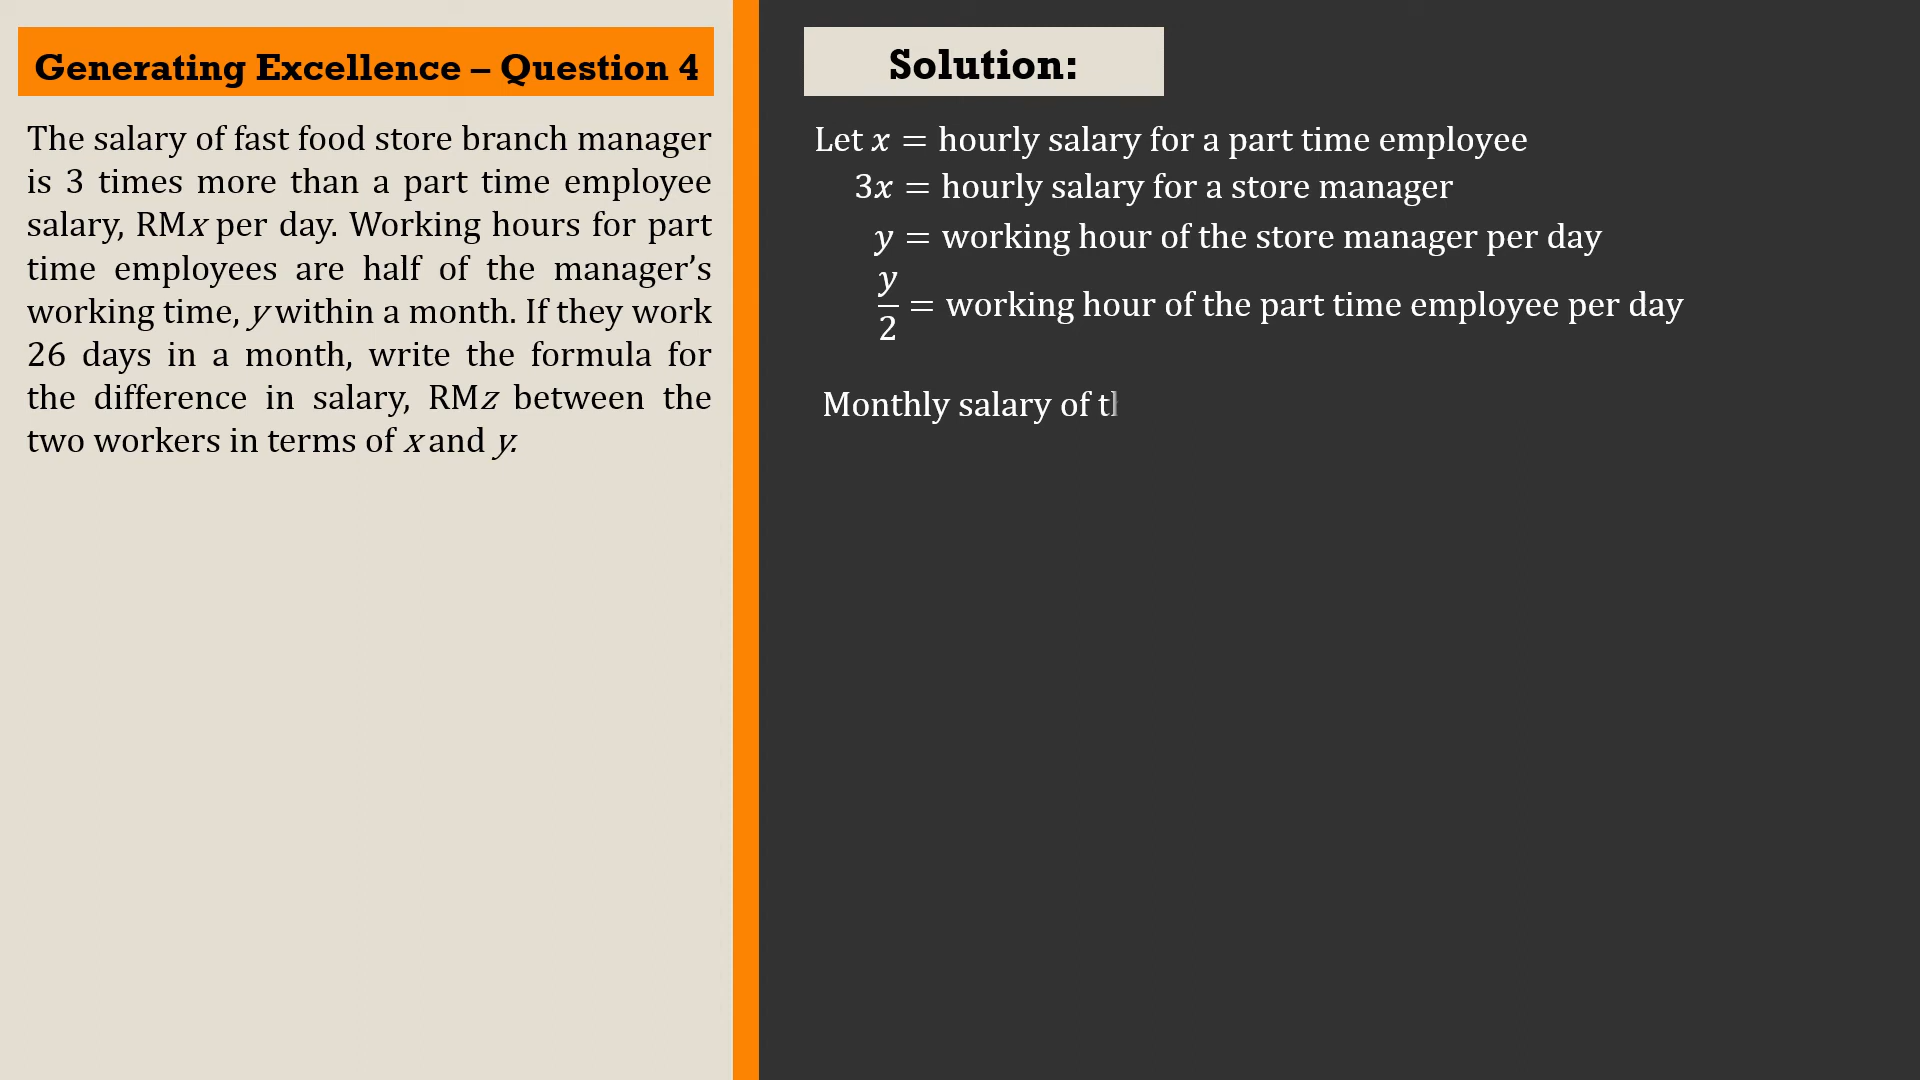 Generating Excellence – Question 4
The salary of fast food store branch manager
is 3 times more than a part time employee
salary, RMx per day. Working hours for part
time employees are half of the manager’s
working time, y within a month. If they work
26 days in a month, write the formula for
the difference in salary, RMz between the
two workers in terms of x and y.
Solution:
Let x = hourly salary for a part time employee
3x = hourly salary for a store manager
y = working hour of the store manager per day
y/2 = working hour of the part time employee per day
Monthly salary of